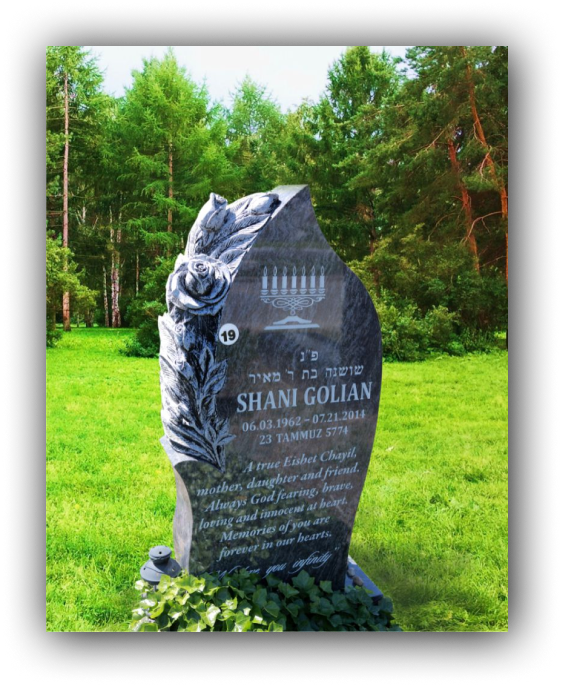 19
פ״נ
שושנה בת ר׳ מאיר
SHANI GOLIAN
06.03.1962 – 07.21.2014
23 TAMMUZ 5774
A true Eishet Chayil,
mother, daughter and friend.
Always God fearing, brave,
loving and innocent at heart.
Memories of you are
forever in our hearts.
you infinity